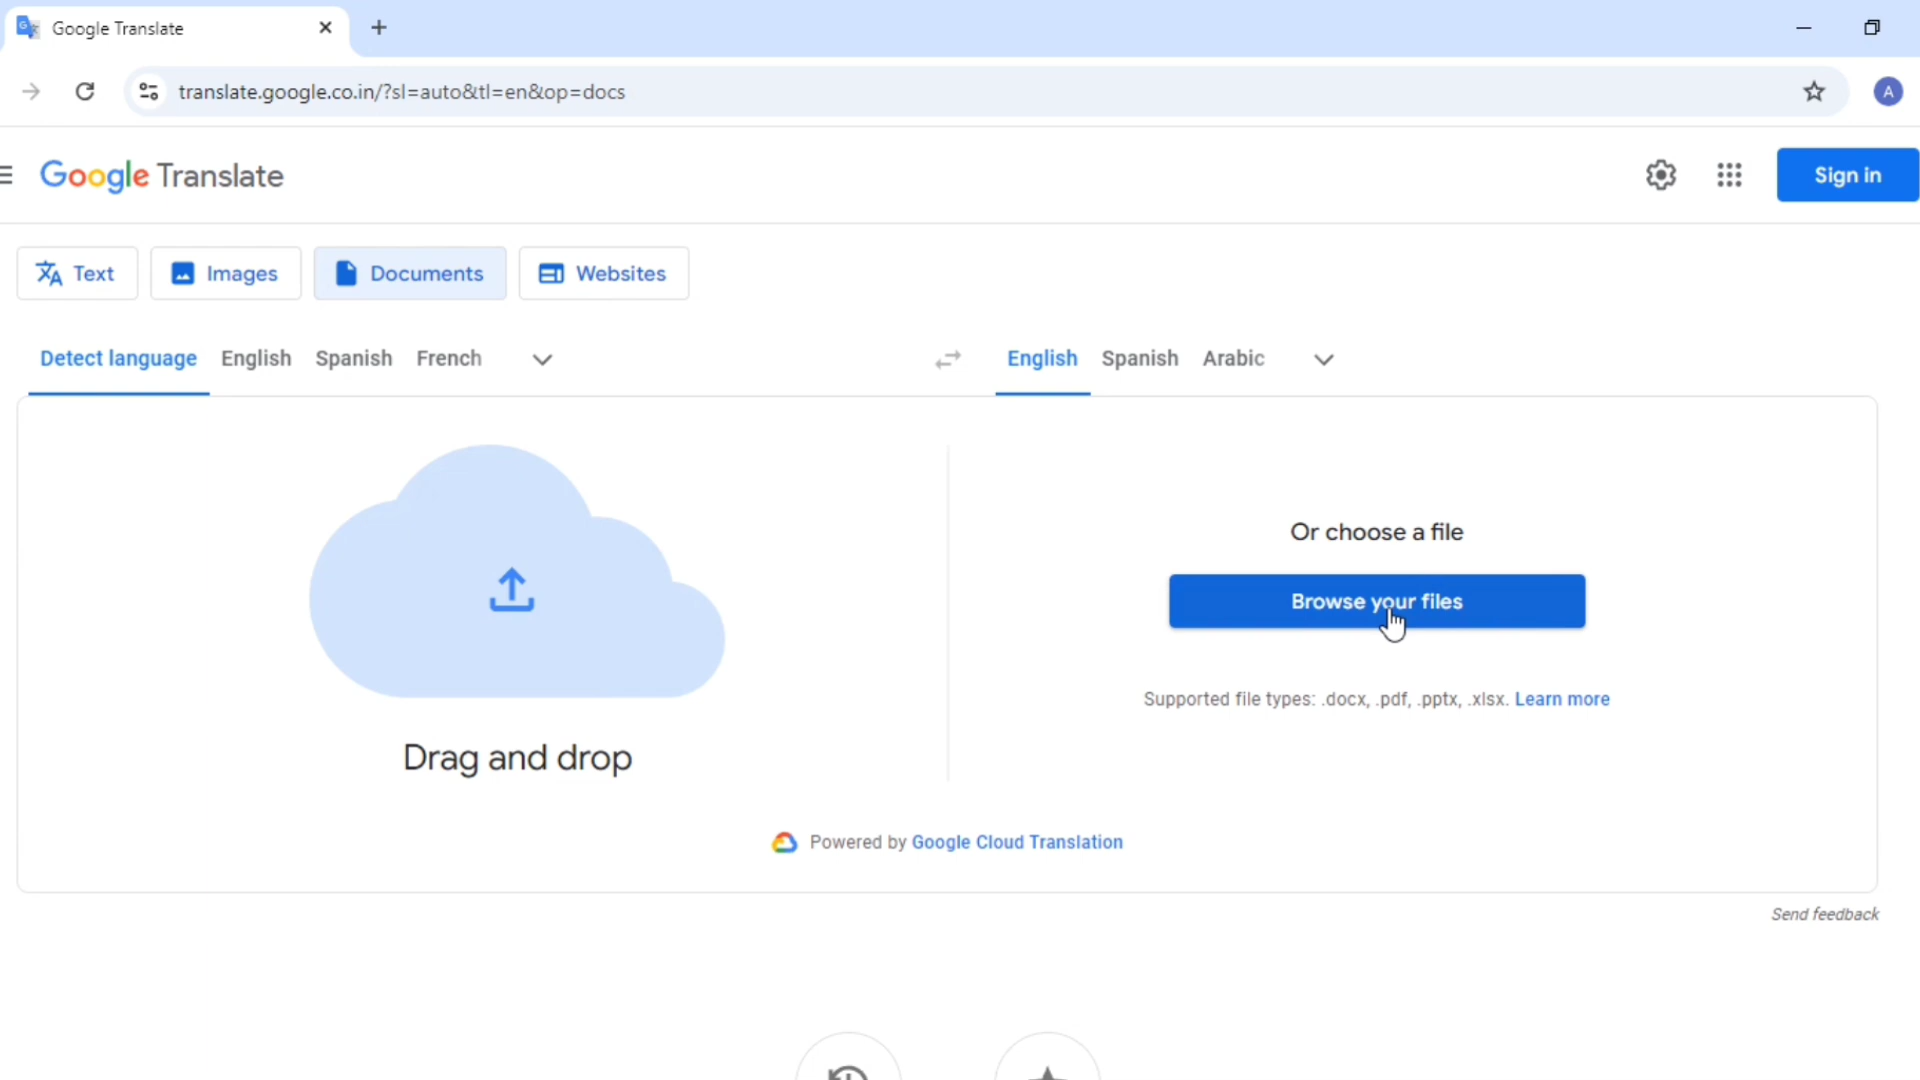 Google Translate
translate.google.co.in/?sl=auto&tl=en&op=docs
A
Google Translate
Sign in
Text
Images
Documents
Websites
Detect language English Spanish French
English Spanish Arabic
Or choose a file
Browse your files
Supported file types: .docx, .pdf, .pptx, .xlsx. Learn more
Drag and drop
Powered by Google Cloud Translation
Send feedback